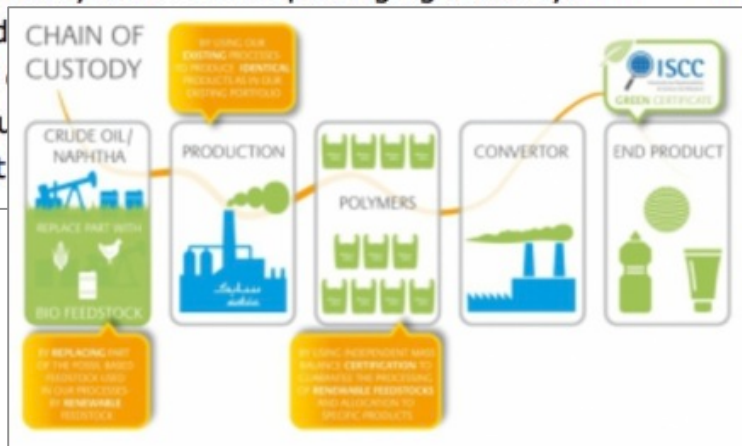 CHAIN OF
CUSTODY
BY USING OUR
EXISTING PROCESSES
TO PRODUCE IDENTICAL
PRODUCTS AS IN OUR
EXISTING PORTFOLIO
ISCC
GREEN CERTIFICATE
CRUDE OIL/
NAPHTHA
REPLACE PART WITH
BIO FEEDSTOCK
PRODUCTION
POLYMERS
CONVERTOR
END PRODUCT
BY REPLACING PART
OF THE FOSSIL BASED
FEEDSTOCK USED
IN OUR PROCESSES
BY RENEWABLE
FEEDSTOCK
BY USING INDEPENDENT MASS
BALANCE CERTIFICATION TO
GUARANTEE THE PROCESSING
OF RENEWABLE FEEDSTOCKS
AND ALLOCATION TO
SPECIFIC PRODUCTS